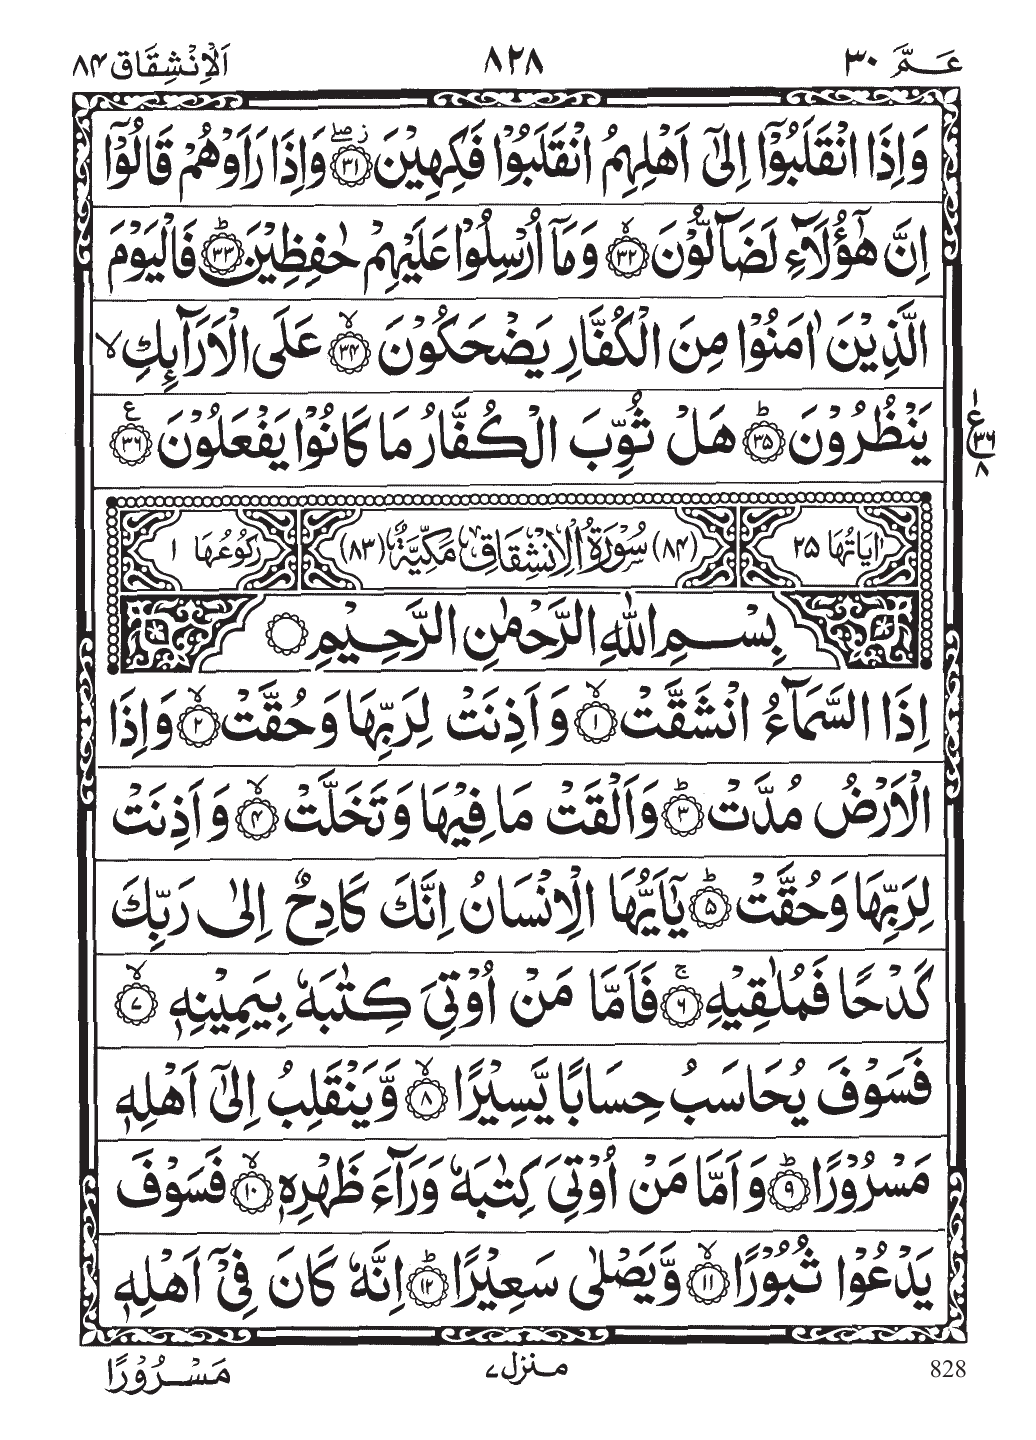 عَـمَّ ٣٠ ٨٢٨ اَلْاِنْشِقَاق ٨٤
وَاِذَا انْقَلَبُوْٓا اِلٰٓى اَهْلِهِمُ انْقَلَبُوْا فَكِهِيْنَ ۖ٣١ وَاِذَا رَاَوْهُمْ قَالُوْٓا
اِنَّ هٰٓؤُلَآءِ لَضَآلُّوْنَ ۙ٣٢ وَمَآ اُرْسِلُوْا عَلَيْهِمْ حٰفِظِيْنَ ؕ٣٣ فَالْيَوْمَ
الَّذِيْنَ اٰمَنُوْا مِنَ الْكُفَّارِ يَضْحَكُوْنَ ۙ٣٤ عَلَى الْاَرَآئِكِ ۙ
يَنْظُرُوْنَ ؕ٣٥ هَلْ ثُوِّبَ الْكُفَّارُ مَا كَانُوْا يَفْعَلُوْنَ ٣٦ ع
ع ٣٦ ٨
اٰيَاتُهَا ٢٥ (٨٤) سُوْرَةُ الْاِنْشِقَاقِ مَكِّيَّةٌ (٨٣) رُكُوْعُهَا ١
بِسْمِ اللّٰهِ الرَّحْمٰنِ الرَّحِيْمِ
اِذَا السَّمَآءُ انْشَقَّتْ ۙ١ وَاَذِنَتْ لِرَبِّهَا وَحُقَّتْ ۙ٢ وَاِذَا
الْاَرْضُ مُدَّتْ ؕ٣ وَاَلْقَتْ مَا فِيْهَا وَتَخَلَّتْ ۙ٤ وَاَذِنَتْ
لِرَبِّهَا وَحُقَّتْ ؕ٥ يٰٓاَيُّهَا الْاِنْسَانُ اِنَّكَ كَادِحٌ اِلٰى رَبِّكَ
كَدْحًا فَمُلٰقِيْهِ ۚ٦ فَاَمَّا مَنْ اُوْتِيَ كِتٰبَهٗ بِيَمِيْنِهٖ ۙ٧
فَسَوْفَ يُحَاسَبُ حِسَابًا يَّسِيْرًا ۙ٨ وَّيَنْقَلِبُ اِلٰٓى اَهْلِهٖ
مَسْرُوْرًا ؕ٩ وَاَمَّا مَنْ اُوْتِيَ كِتٰبَهٗ وَرَآءَ ظَهْرِهٖ ۙ١٠ فَسَوْفَ
يَدْعُوْا ثُبُوْرًا ۙ١١ وَّيَصْلٰى سَعِيْرًا ؕ١٢ اِنَّهٗ كَانَ فِيْٓ اَهْلِهٖ
828 منزل ٧ مَسْـرُوْرًا